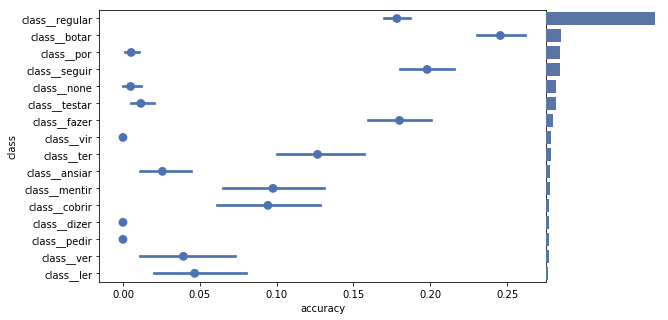 class
class__regular
class__botar
class__por
class__seguir
class__none
class__testar
class__fazer
class__vir
class__ter
class__ansiar
class__mentir
class__cobrir
class__dizer
class__pedir
class__ver
class__ler
0.00 0.05 0.10 0.15 0.20 0.25
accuracy